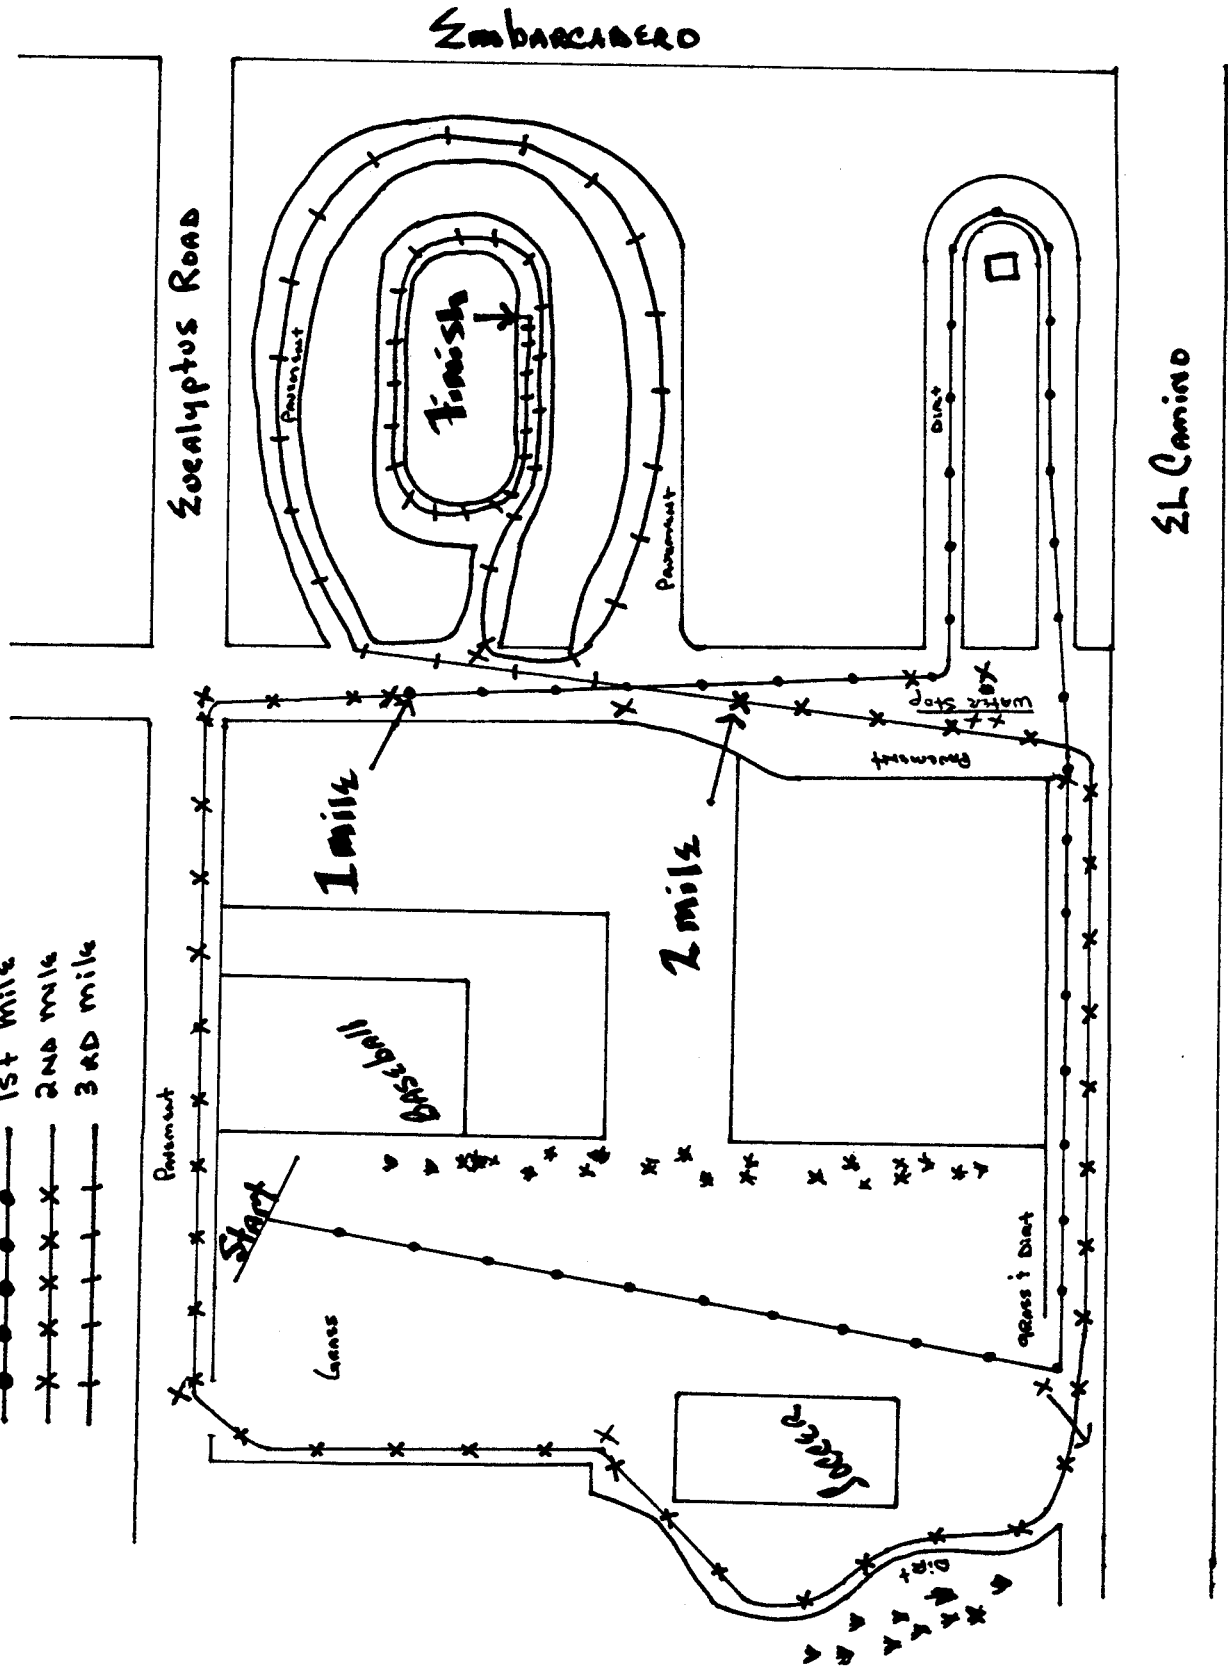 EmbARCADERO
EucAlyptus ROAD
EL CAmiNO
1st mile
2ND mile
3RD mile
PAvement
PAvement
PAvement
PAvement
Finish
Dirt
WAter Stop
1 mile
2 mile
BASEbAll
StARt
GRASS
gRASS & DiRt
SOCCER
DiRt